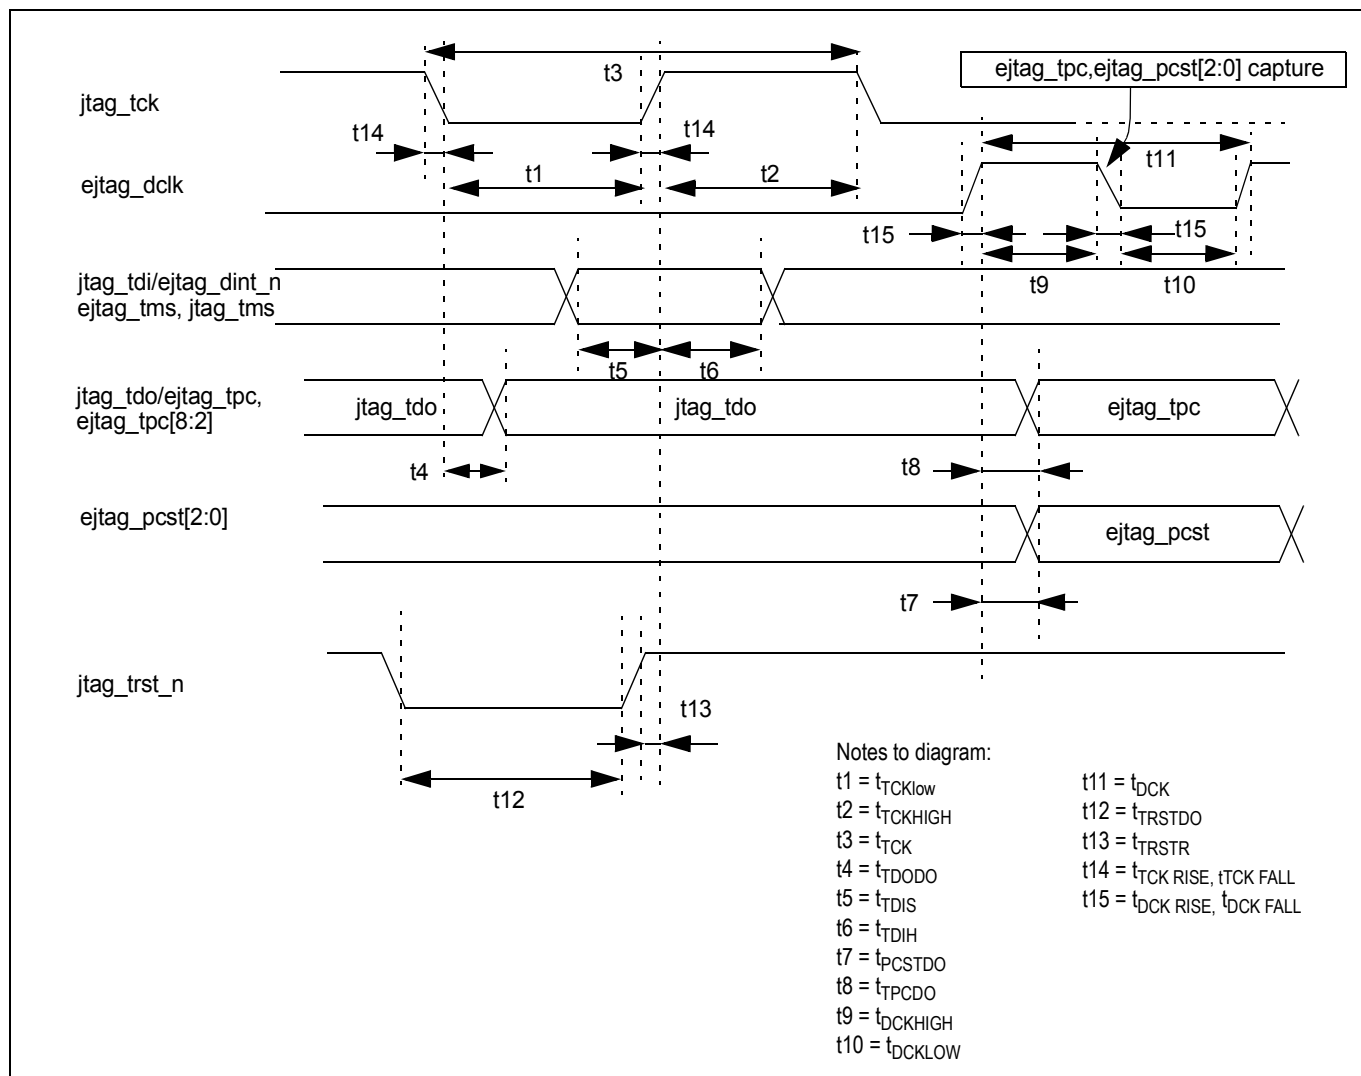 t3
ejtag_tpc,ejtag_pcst[2:0] capture
jtag_tck
t14
t14
t11
t1
t2
ejtag_dclk
t15
t15
jtag_tdi/ejtag_dint_n
ejtag_tms, jtag_tms
t9
t10
t5
t6
jtag_tdo/ejtag_tpc,
ejtag_tpc[8:2]
jtag_tdo
jtag_tdo
ejtag_tpc
t4
t8
ejtag_pcst[2:0]
ejtag_pcst
t7
jtag_trst_n
t13
t12
Notes to diagram:
t1 = tTCKlow
t2 = tTCKHIGH
t3 = tTCK
t4 = tTDODO
t5 = tTDIS
t6 = tTDIH
t7 = tPCSTDO
t8 = tTPCDO
t9 = tDCKHIGH
t10 = tDCKLOW
t11 = tDCK
t12 = tTRSTDO
t13 = tTRSTR
t14 = tTCK RISE, tTCK FALL
t15 = tDCK RISE, tDCK FALL